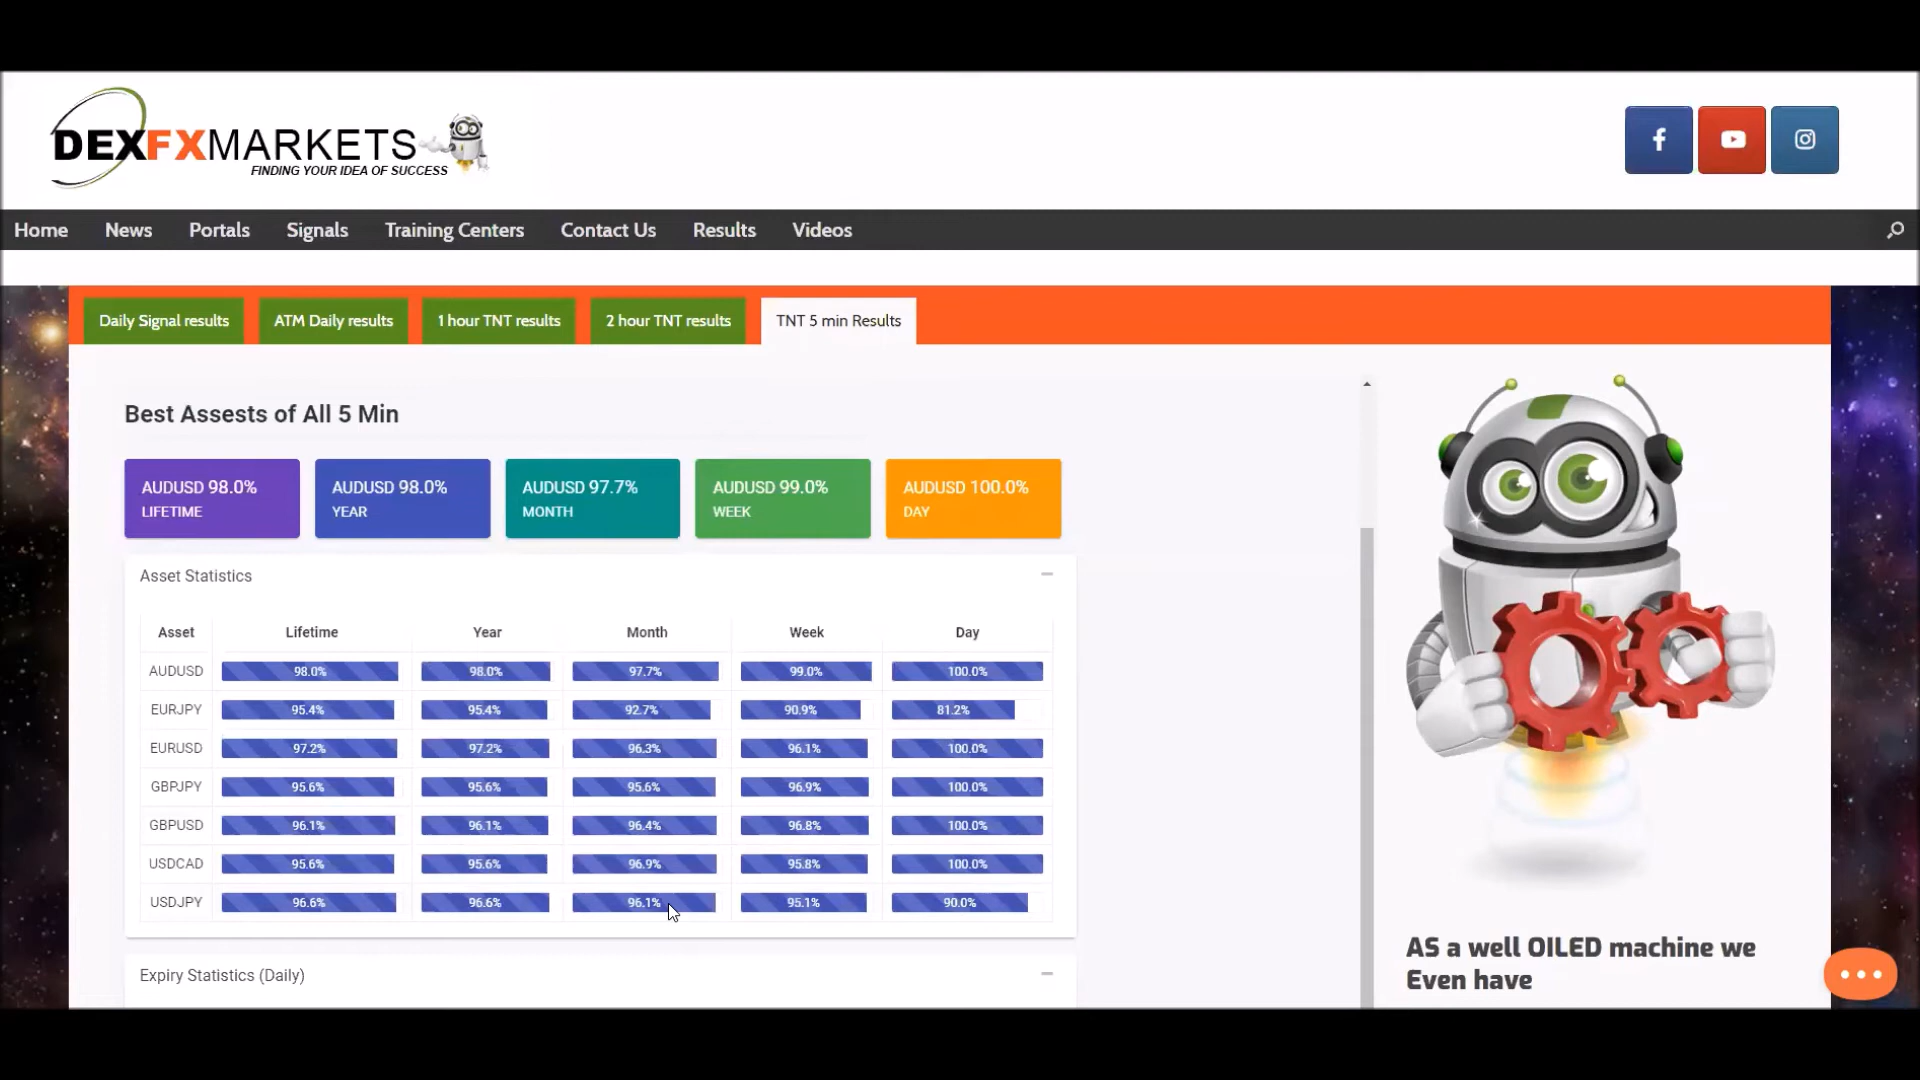 DEXFXMARKETS
FINDING YOUR IDEA OF SUCCESS
Home News Portals Signals Training Centers Contact Us Results Videos
Daily Signal results ATM Daily results 1 hour TNT results 2 hour TNT results TNT 5 min Results
Best Assests of All 5 Min
AUDUSD 98.0% AUDUSD 98.0% AUDUSD 97.7% AUDUSD 99.0% AUDUSD 100.0%
LIFETIME YEAR MONTH WEEK DAY
Asset Statistics
Asset Lifetime Year Month Week Day
AUDUSD 98.0% 98.0% 97.7% 99.0% 100.0%
EURJPY 95.4% 95.4% 92.7% 90.9% 81.2%
EURUSD 97.2% 97.2% 96.3% 96.1% 100.0%
GBPJPY 95.6% 95.6% 95.6% 96.9% 100.0%
GBPUSD 96.1% 96.1% 96.4% 96.8% 100.0%
USDCAD 95.6% 95.6% 96.9% 95.8% 100.0%
USDJPY 96.6% 96.6% 96.1% 95.1% 90.0%
Expiry Statistics (Daily)
AS a well OILED machine we
Even have